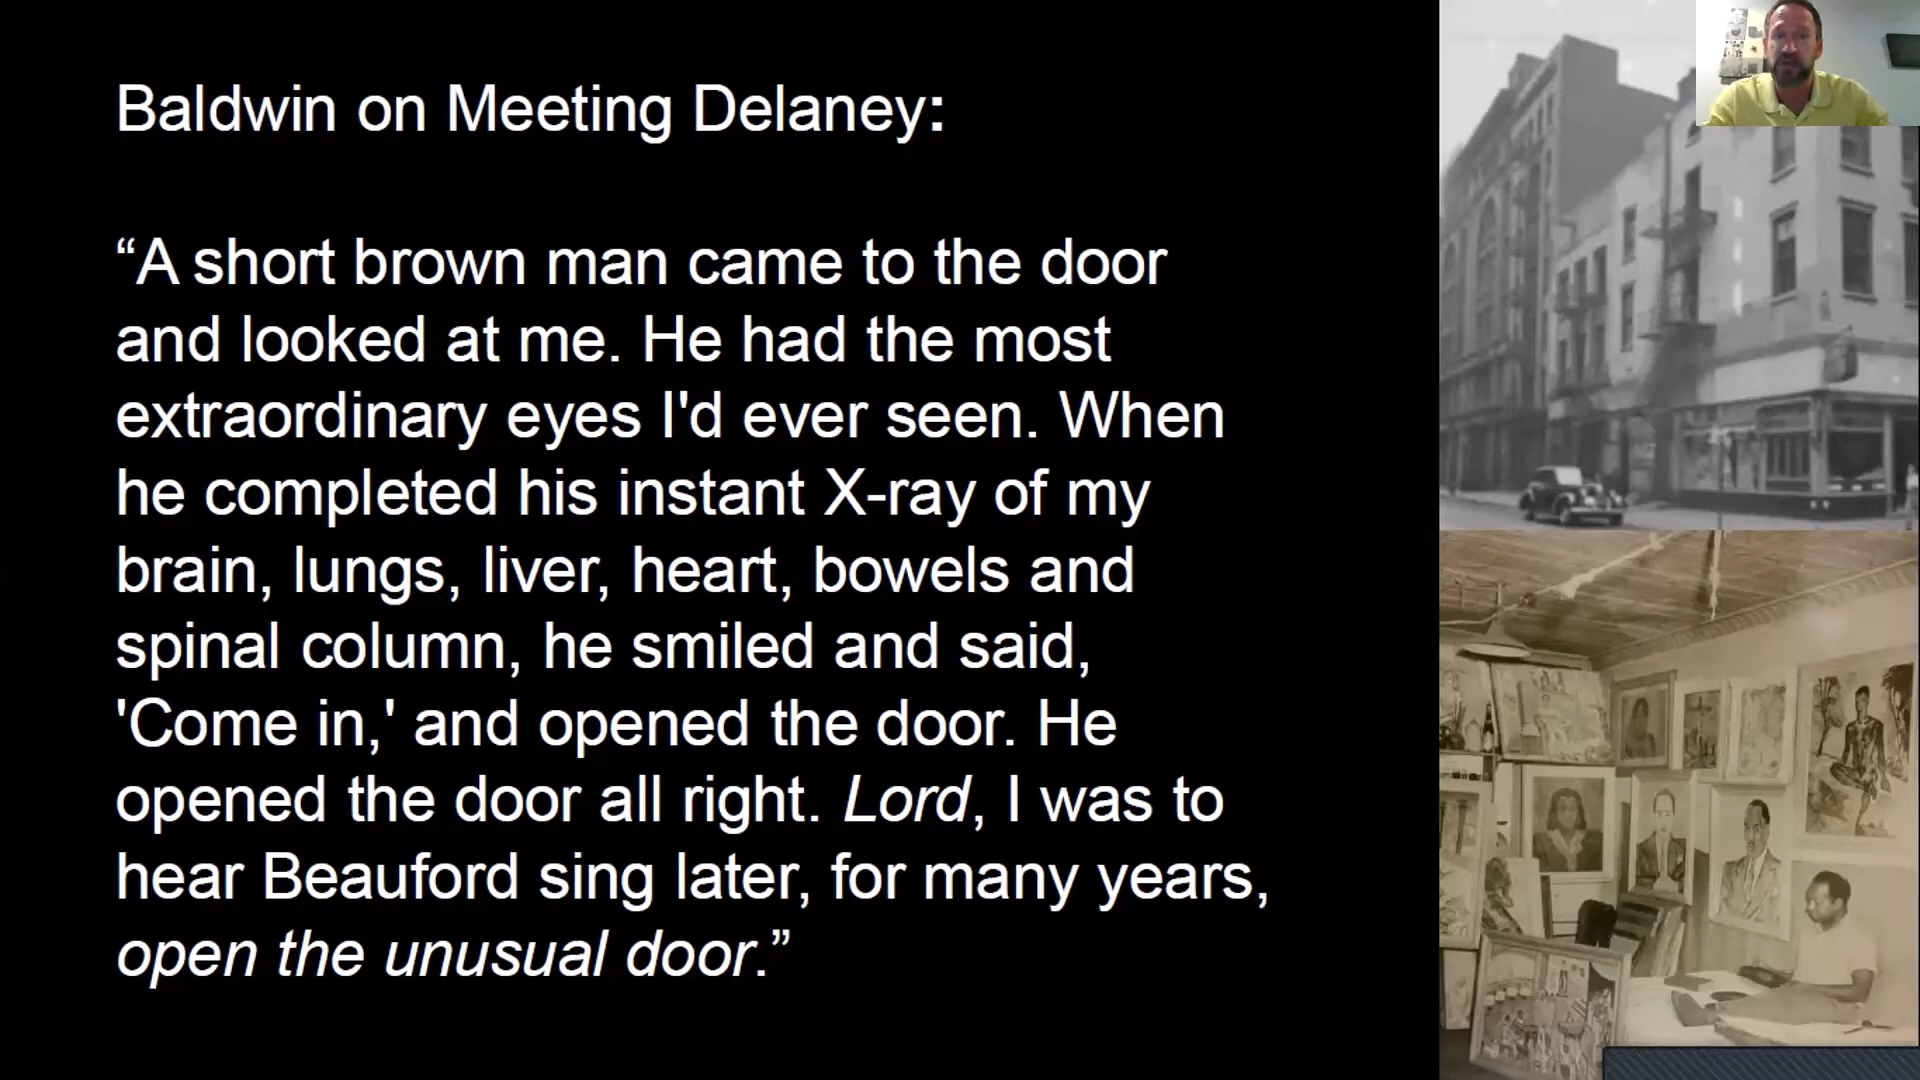 Baldwin on Meeting Delaney:
“A short brown man came to the door
and looked at me. He had the most
extraordinary eyes I'd ever seen. When
he completed his instant X-ray of my
brain, lungs, liver, heart, bowels and
spinal column, he smiled and said,
'Come in,' and opened the door. He
opened the door all right. Lord, I was to
hear Beauford sing later, for many years,
open the unusual door.”